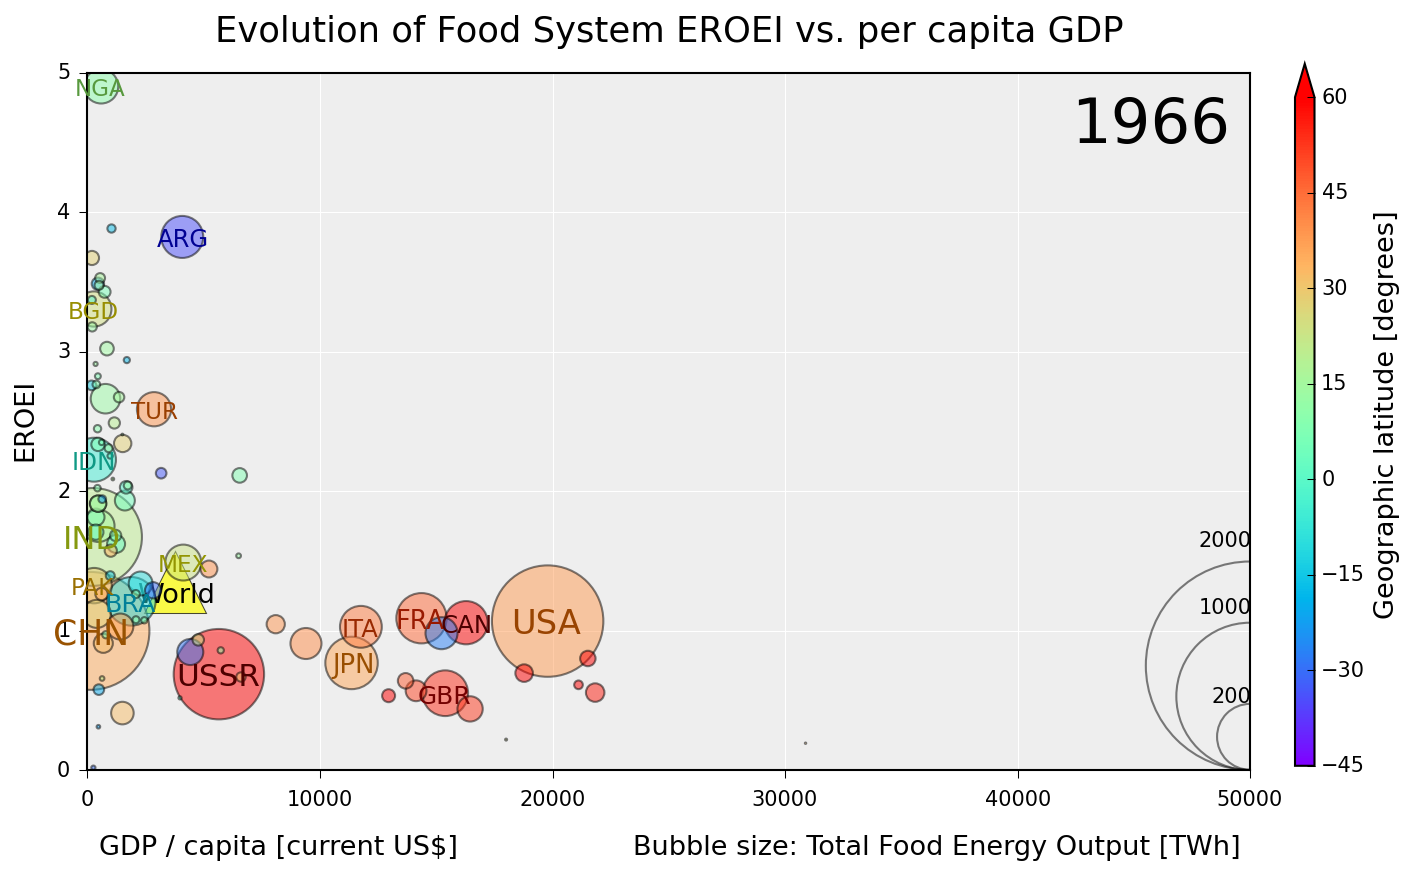 Evolution of Food System EROEI vs. per capita GDP
1966
EROEI
5
4
3
2
1
0
0 10000 20000 30000 40000 50000
GDP / capita [current US$]
Bubble size: Total Food Energy Output [TWh]
NGA
ARG
BGD
TUR
IDN
IND
MEX
PAK
BRA
World
CHN
ITA
FRA
CAN
USA
JPN
USSR
GBR
2000
1000
200
60
45
30
15
0
−15
−30
−45
Geographic latitude [degrees]